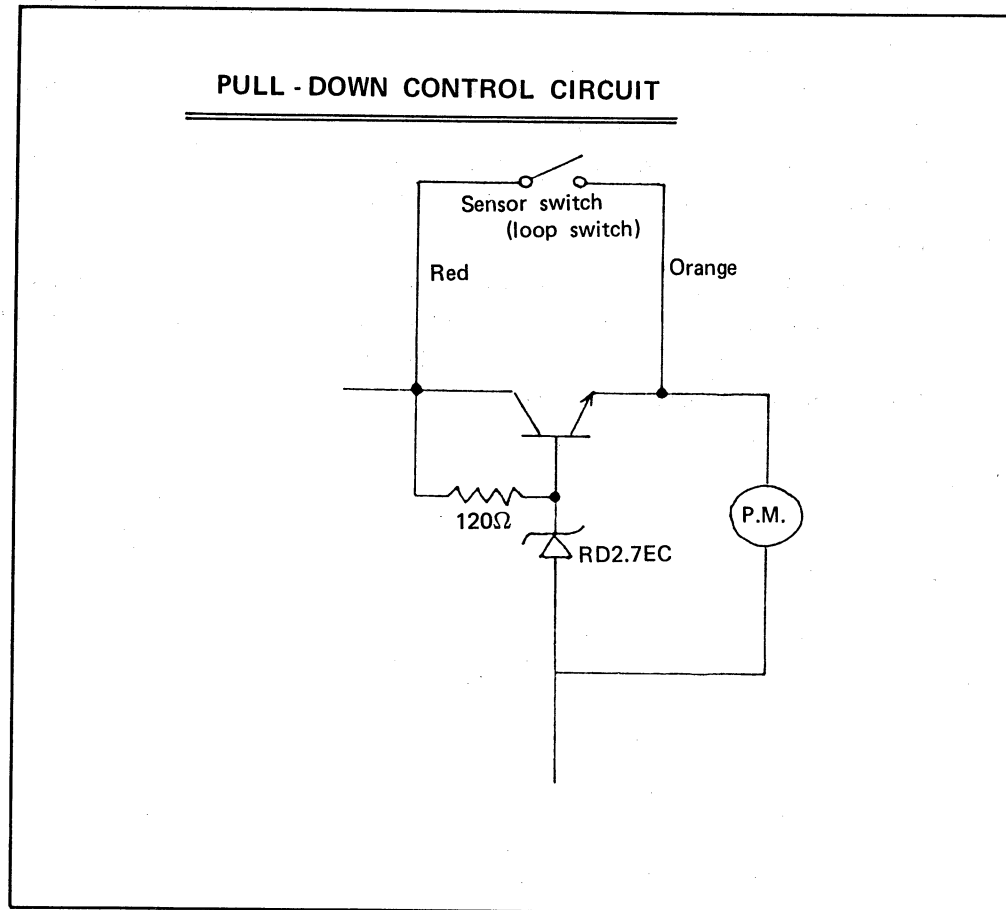 PULL - DOWN CONTROL CIRCUIT
Sensor switch
(loop switch)
Red
Orange
120Ω
RD2.7EC
P.M.